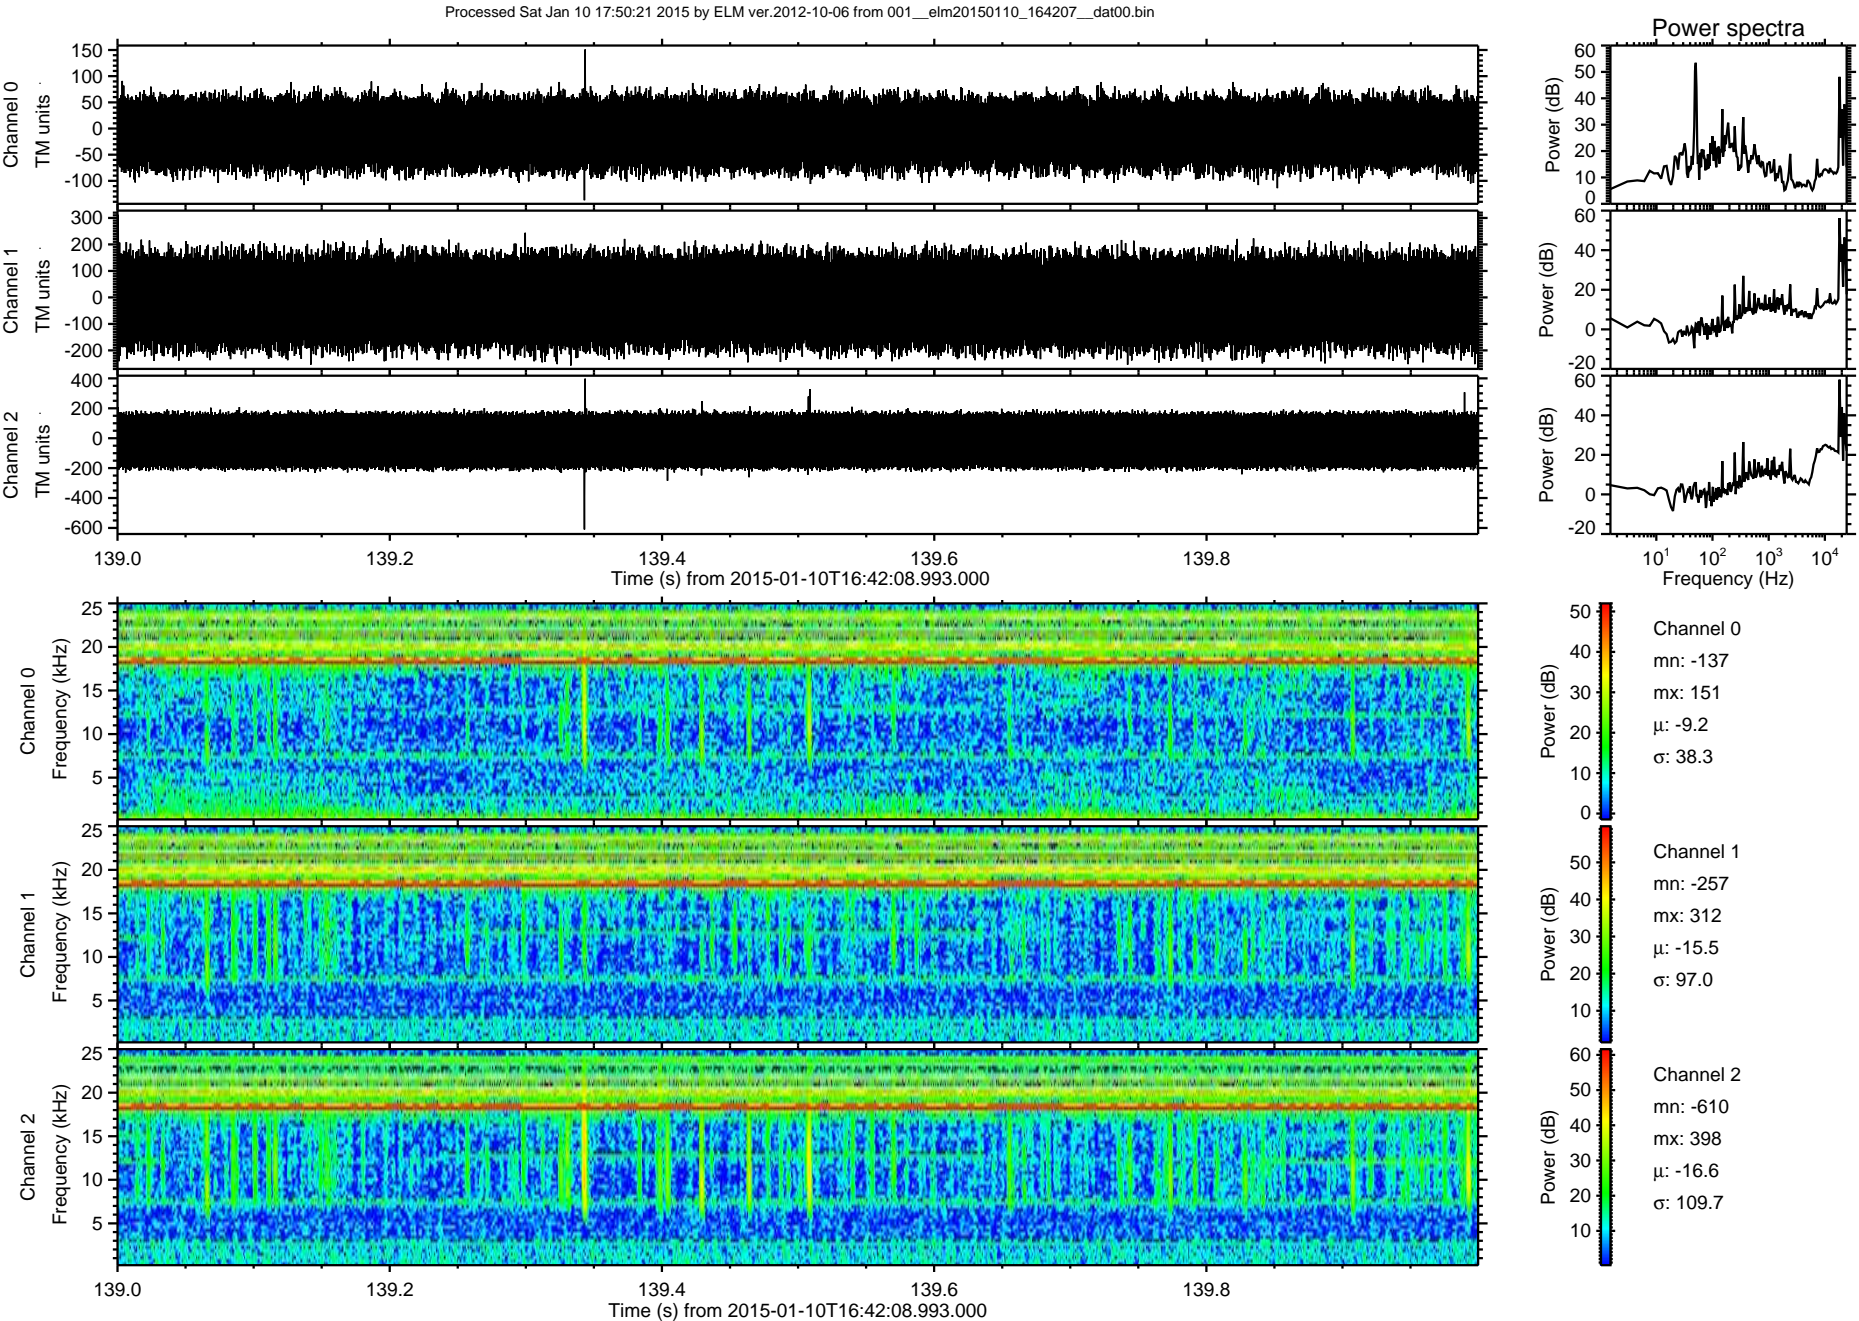 Processed Sat Jan 10 17:50:21 2015 by ELM ver.2012-10-06 from 001__elm20150110_164207__dat00.bin
Power spectra
Channel 0
TM units
150
100
50
0
-50
-100
Power (dB)
60
50
40
30
20
10
0
Channel 1
TM units
300
200
100
0
-100
-200
Power (dB)
60
40
20
0
-20
Channel 2
TM units
400
200
0
-200
-400
-600
Power (dB)
60
40
20
0
-20
139.0 139.2 139.4 139.6 139.8
Time (s) from 2015-01-10T16:42:08.993.000
10^1 10^2 10^3 10^4
Frequency (Hz)
Channel 0
Frequency (kHz)
25
20
15
10
5
Power (dB)
50
40
30
20
10
0
Channel 0
mn: -137
mx: 151
μ: -9.2
σ: 38.3
Channel 1
Frequency (kHz)
25
20
15
10
5
Power (dB)
50
40
30
20
10
Channel 1
mn: -257
mx: 312
μ: -15.5
σ: 97.0
Channel 2
Frequency (kHz)
25
20
15
10
5
Power (dB)
60
50
40
30
20
10
Channel 2
mn: -610
mx: 398
μ: -16.6
σ: 109.7
139.0 139.2 139.4 139.6 139.8
Time (s) from 2015-01-10T16:42:08.993.000